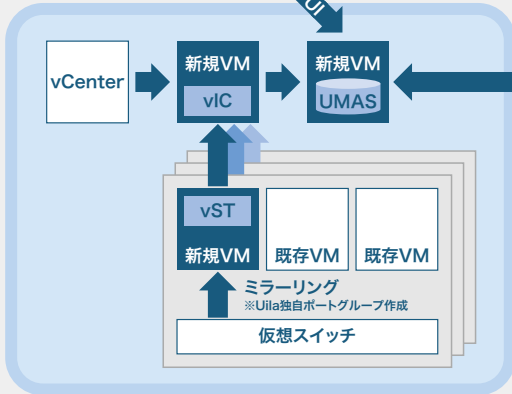 UI
vCenter
新規VM
vIC
新規VM
UMAS
vST
新規VM
既存VM
既存VM
ミラーリング
※Uila独自ポートグループ作成
仮想スイッチ